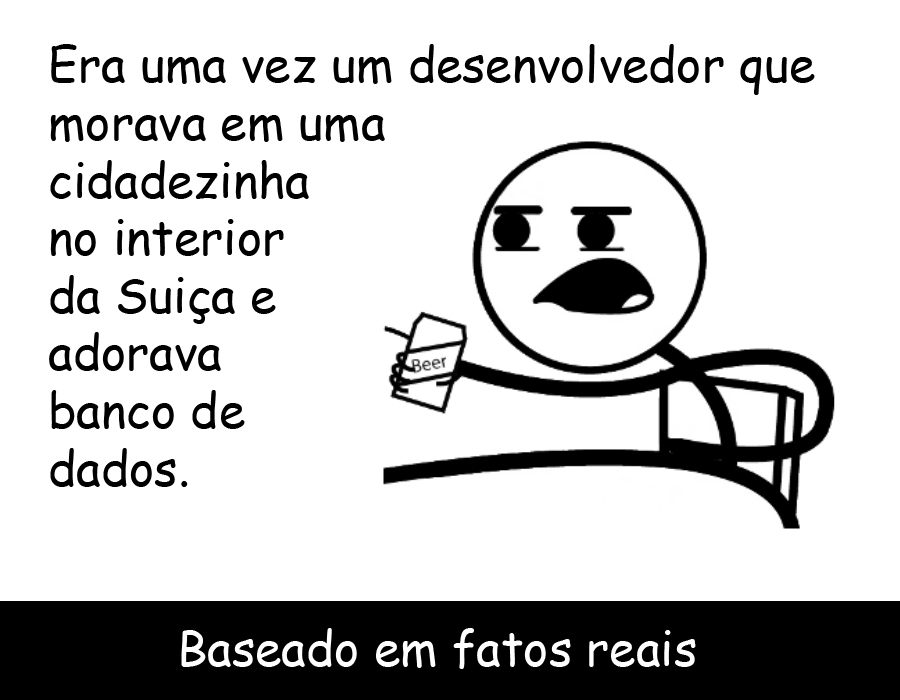 Era uma vez um desenvolvedor que
morava em uma
cidadezinha
no interior
da Suiça e
adorava
banco de
dados.
Beer
Baseado em fatos reais